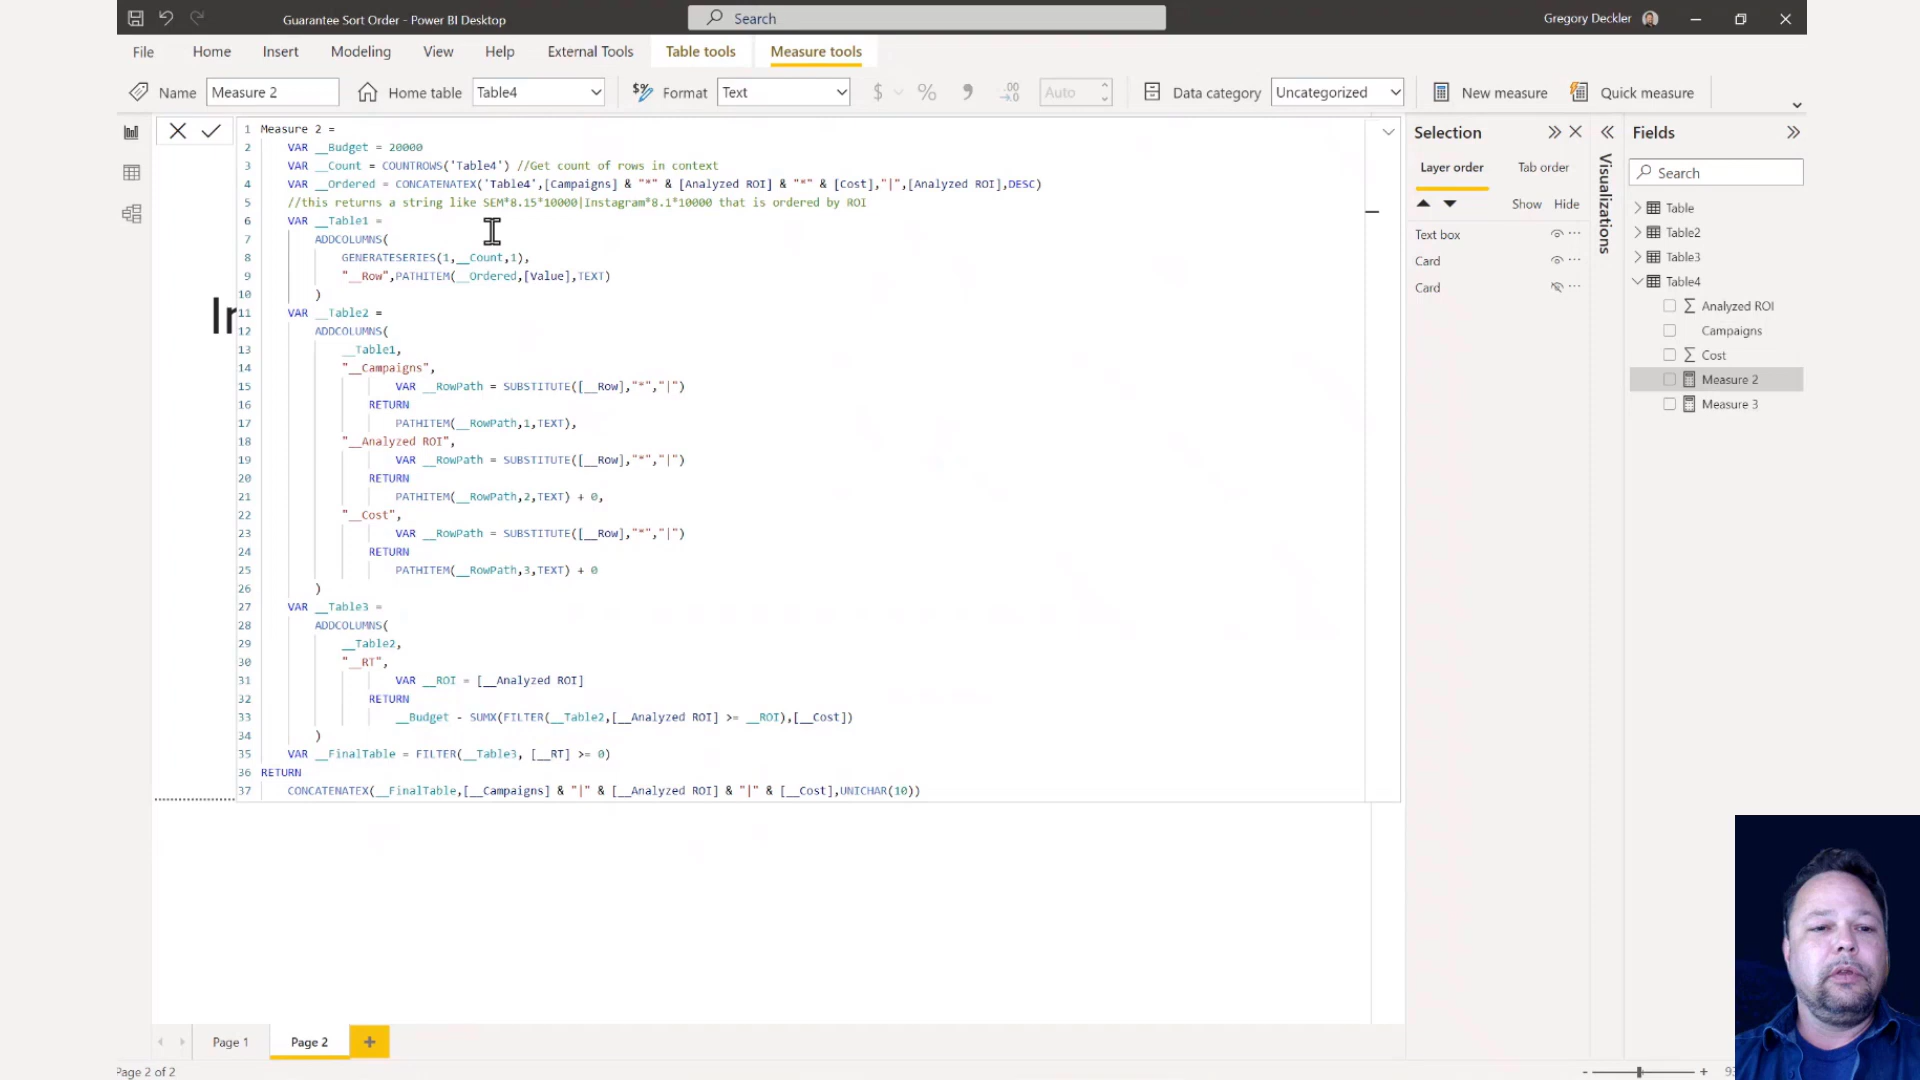 Guarantee Sort Order - Power BI Desktop
Search
Gregory Deckler
File Home Insert Modeling View Help External Tools Table tools Measure tools
Name Measure 2 Home table Table4 Format Text $ % Auto Data category Uncategorized New measure Quick measure
1 Measure 2 =
2 VAR __Budget = 20000
3 VAR __Count = COUNTROWS('Table4') //Get count of rows in context
4 VAR __Ordered = CONCATENATEX('Table4',[Campaigns] & "*" & [Analyzed ROI] & "*" & [Cost],"|",[Analyzed ROI],DESC)
5 //this returns a string like SEM*8.15*10000|Instagram*8.1*10000 that is ordered by ROI
6 VAR __Table1 =
7 ADDCOLUMNS(
8 GENERATESERIES(1,__Count,1),
9 "__Row",PATHITEM(__Ordered,[Value],TEXT)
10 )
11 VAR __Table2 =
12 ADDCOLUMNS(
13 __Table1,
14 "__Campaigns",
15 VAR __RowPath = SUBSTITUTE([__Row],"*","|")
16 RETURN
17 PATHITEM(__RowPath,1,TEXT),
18 "__Analyzed ROI",
19 VAR __RowPath = SUBSTITUTE([__Row],"*","|")
20 RETURN
21 PATHITEM(__RowPath,2,TEXT) + 0,
22 "__Cost",
23 VAR __RowPath = SUBSTITUTE([__Row],"*","|")
24 RETURN
25 PATHITEM(__RowPath,3,TEXT) + 0
26 )
27 VAR __Table3 =
28 ADDCOLUMNS(
29 __Table2,
30 "__RT",
31 VAR __ROI = [__Analyzed ROI]
32 RETURN
33 __Budget - SUMX(FILTER(__Table2,[__Analyzed ROI] >= __ROI),[__Cost])
34 )
35 VAR __FinalTable = FILTER(__Table3, [__RT] >= 0)
36 RETURN
37 CONCATENATEX(__FinalTable,[__Campaigns] & "|" & [__Analyzed ROI] & "|" & [__Cost],UNICHAR(10))
Selection
Layer order Tab order
Show Hide
Text box
Card
Card
Visualizations
Fields
Search
Table
Table2
Table3
Table4
Analyzed ROI
Campaigns
Cost
Measure 2
Measure 3
Page 1 Page 2
Page 2 of 2